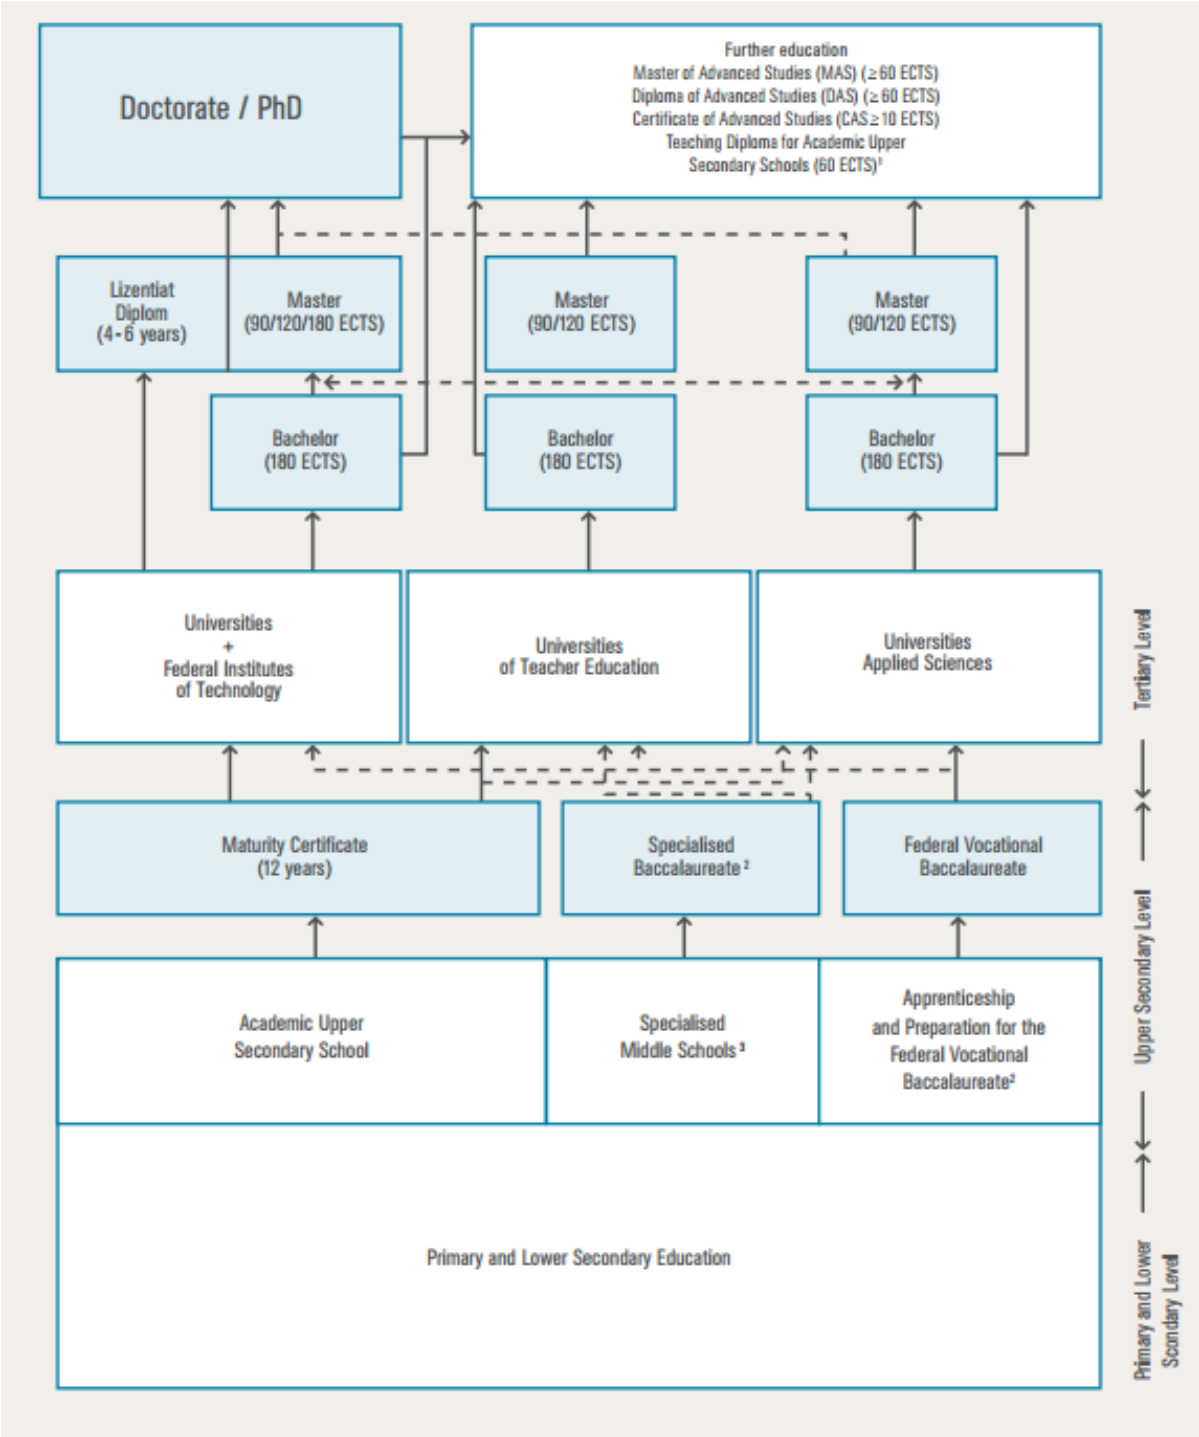 Doctorate / PhD
Further education
Master of Advanced Studies (MAS) (≥60 ECTS)
Diploma of Advanced Studies (DAS) (≥60 ECTS)
Certificate of Advanced Studies (CAS≥10 ECTS)
Teaching Diploma for Academic Upper
Secondary Schools (60 ECTS)¹
Lizentiat
Diplom
(4-6 years)
Master
(90/120/180 ECTS)
Master
(90/120 ECTS)
Master
(90/120 ECTS)
Bachelor
(180 ECTS)
Bachelor
(180 ECTS)
Bachelor
(180 ECTS)
Universities
+
Federal Institutes
of Technology
Universities
of Teacher Education
Universities
Applied Sciences
Tertiary Level
Maturity Certificate
(12 years)
Specialised
Baccalaureate ²
Federal Vocational
Baccalaureate
Upper Secondary Level
Academic Upper
Secondary School
Specialised
Middle Schools ³
Apprenticeship
and Preparation for the
Federal Vocational
Baccalaureate²
Primary and Lower Secondary Education
Primary and Lower
Scondary Level